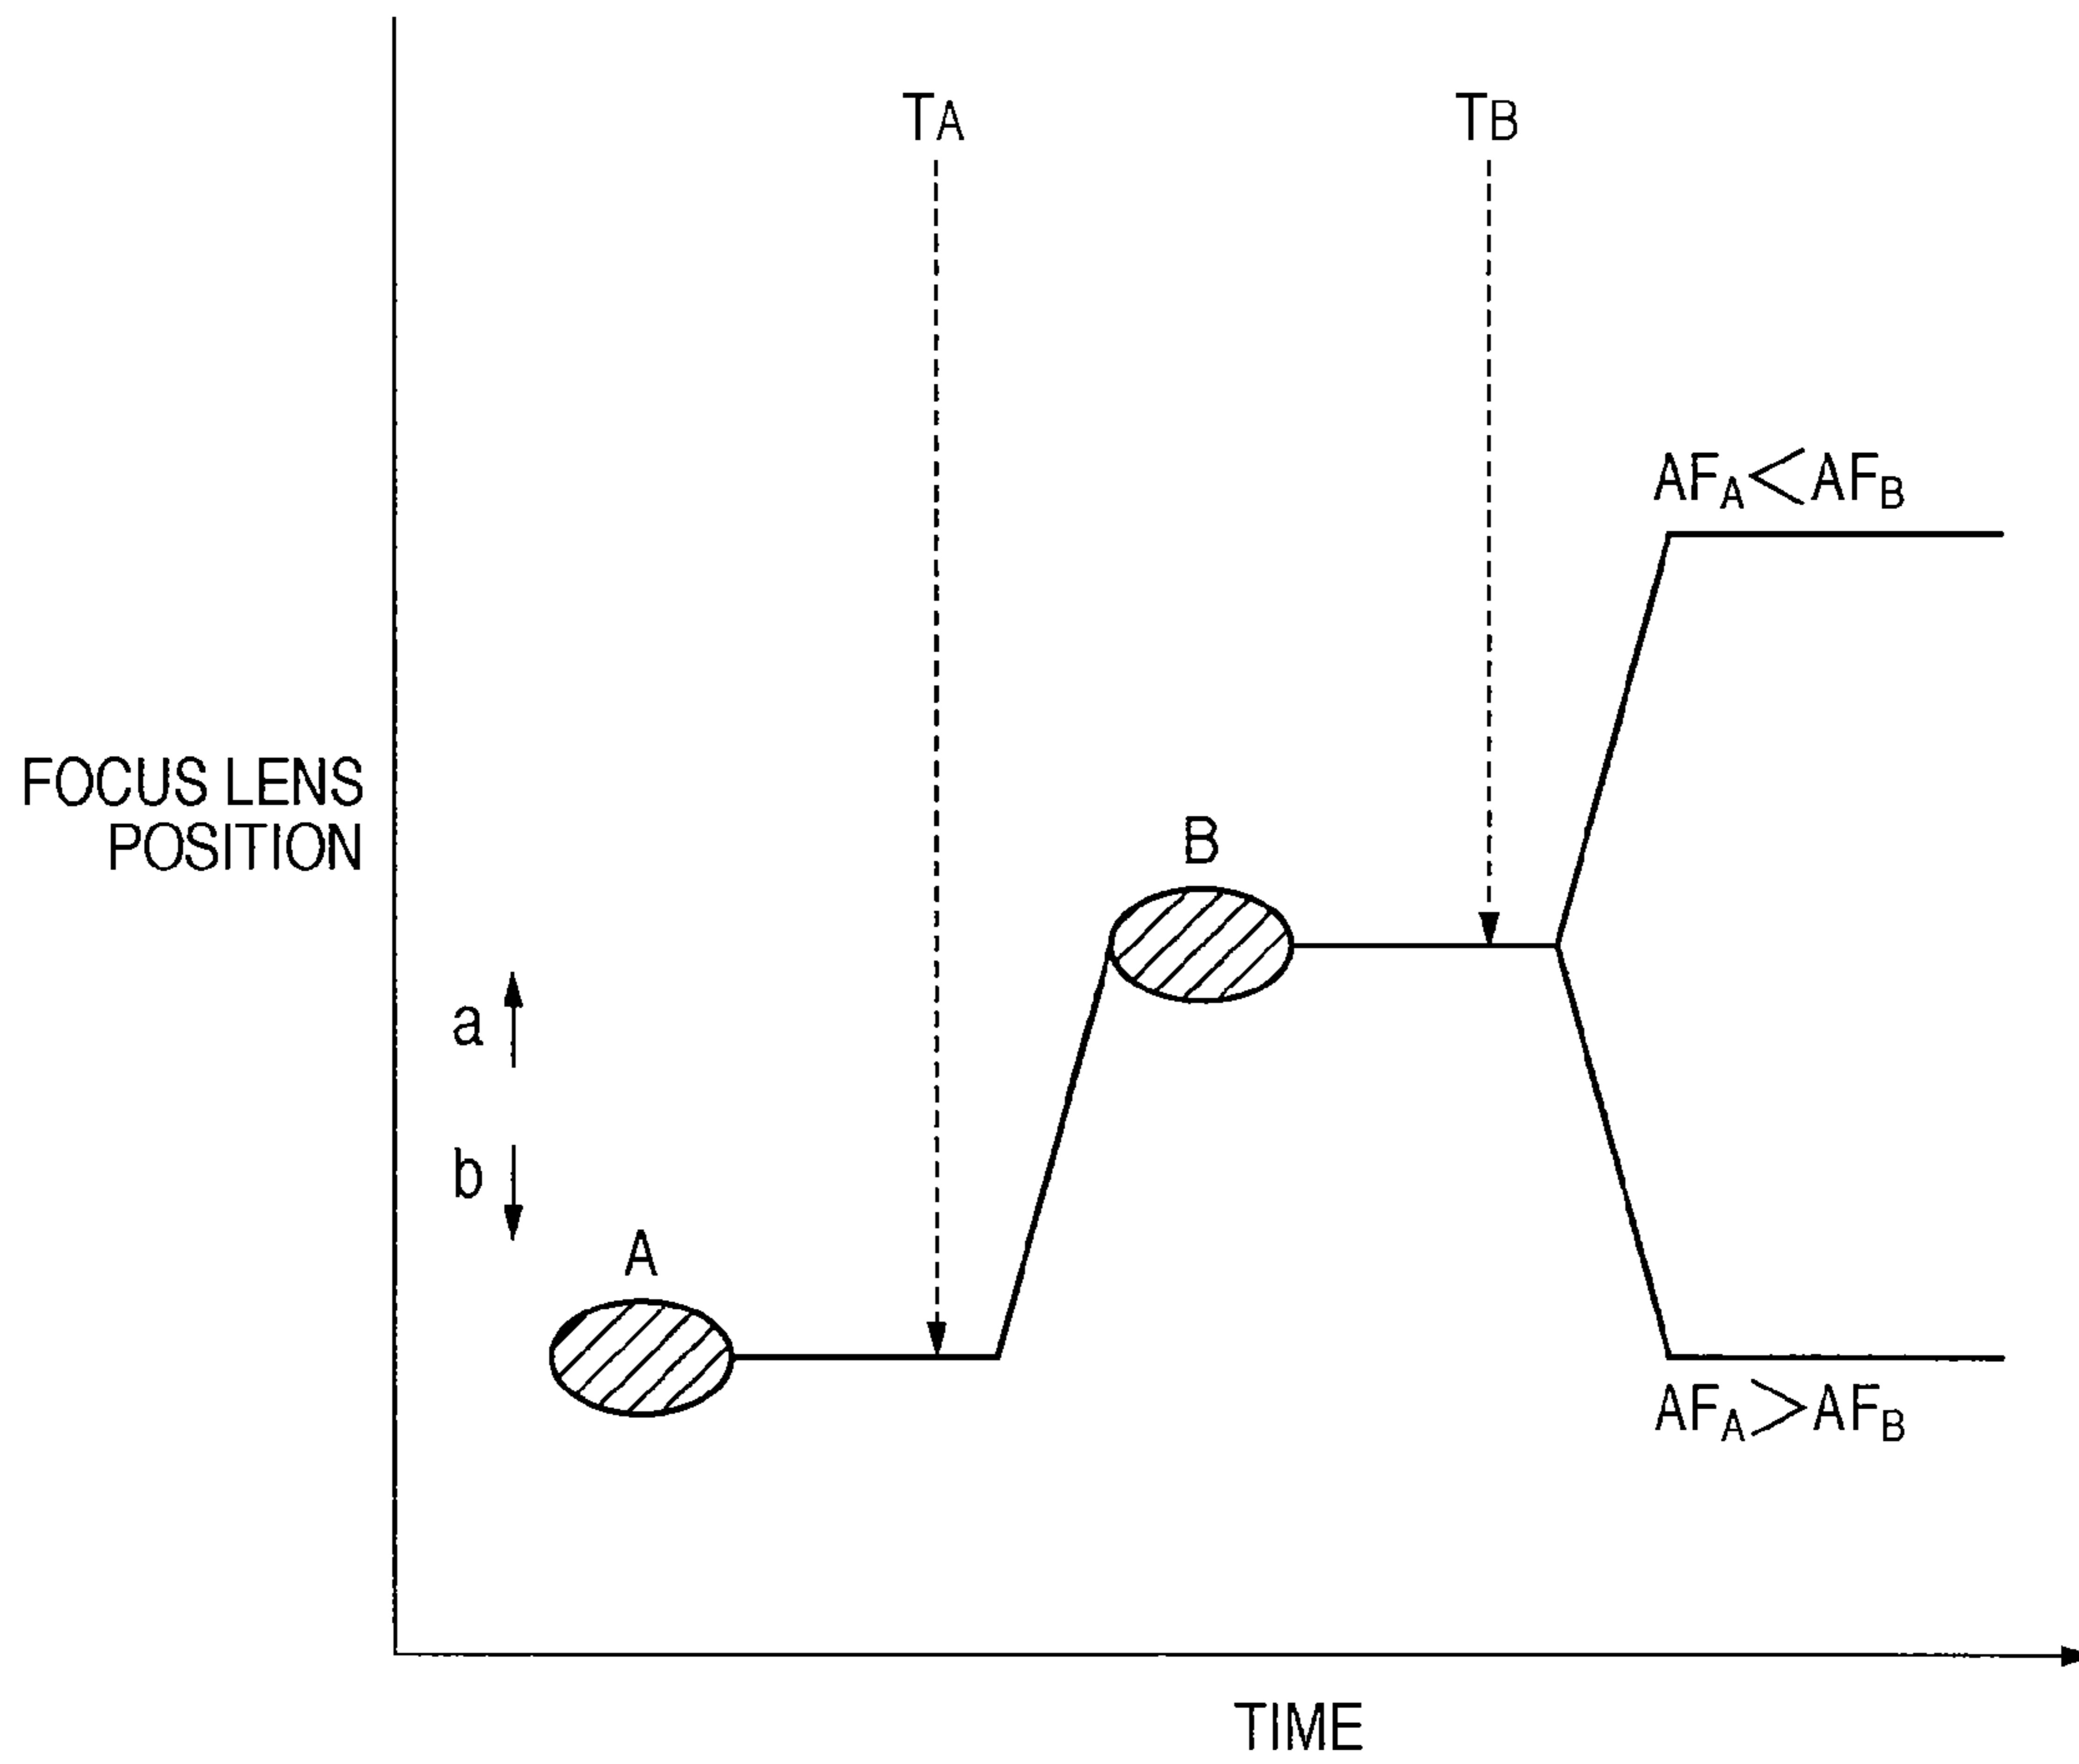 TA
TB
AFA<AFB
FOCUS LENS
POSITION
B
a
b
A
AFA>AFB
TIME